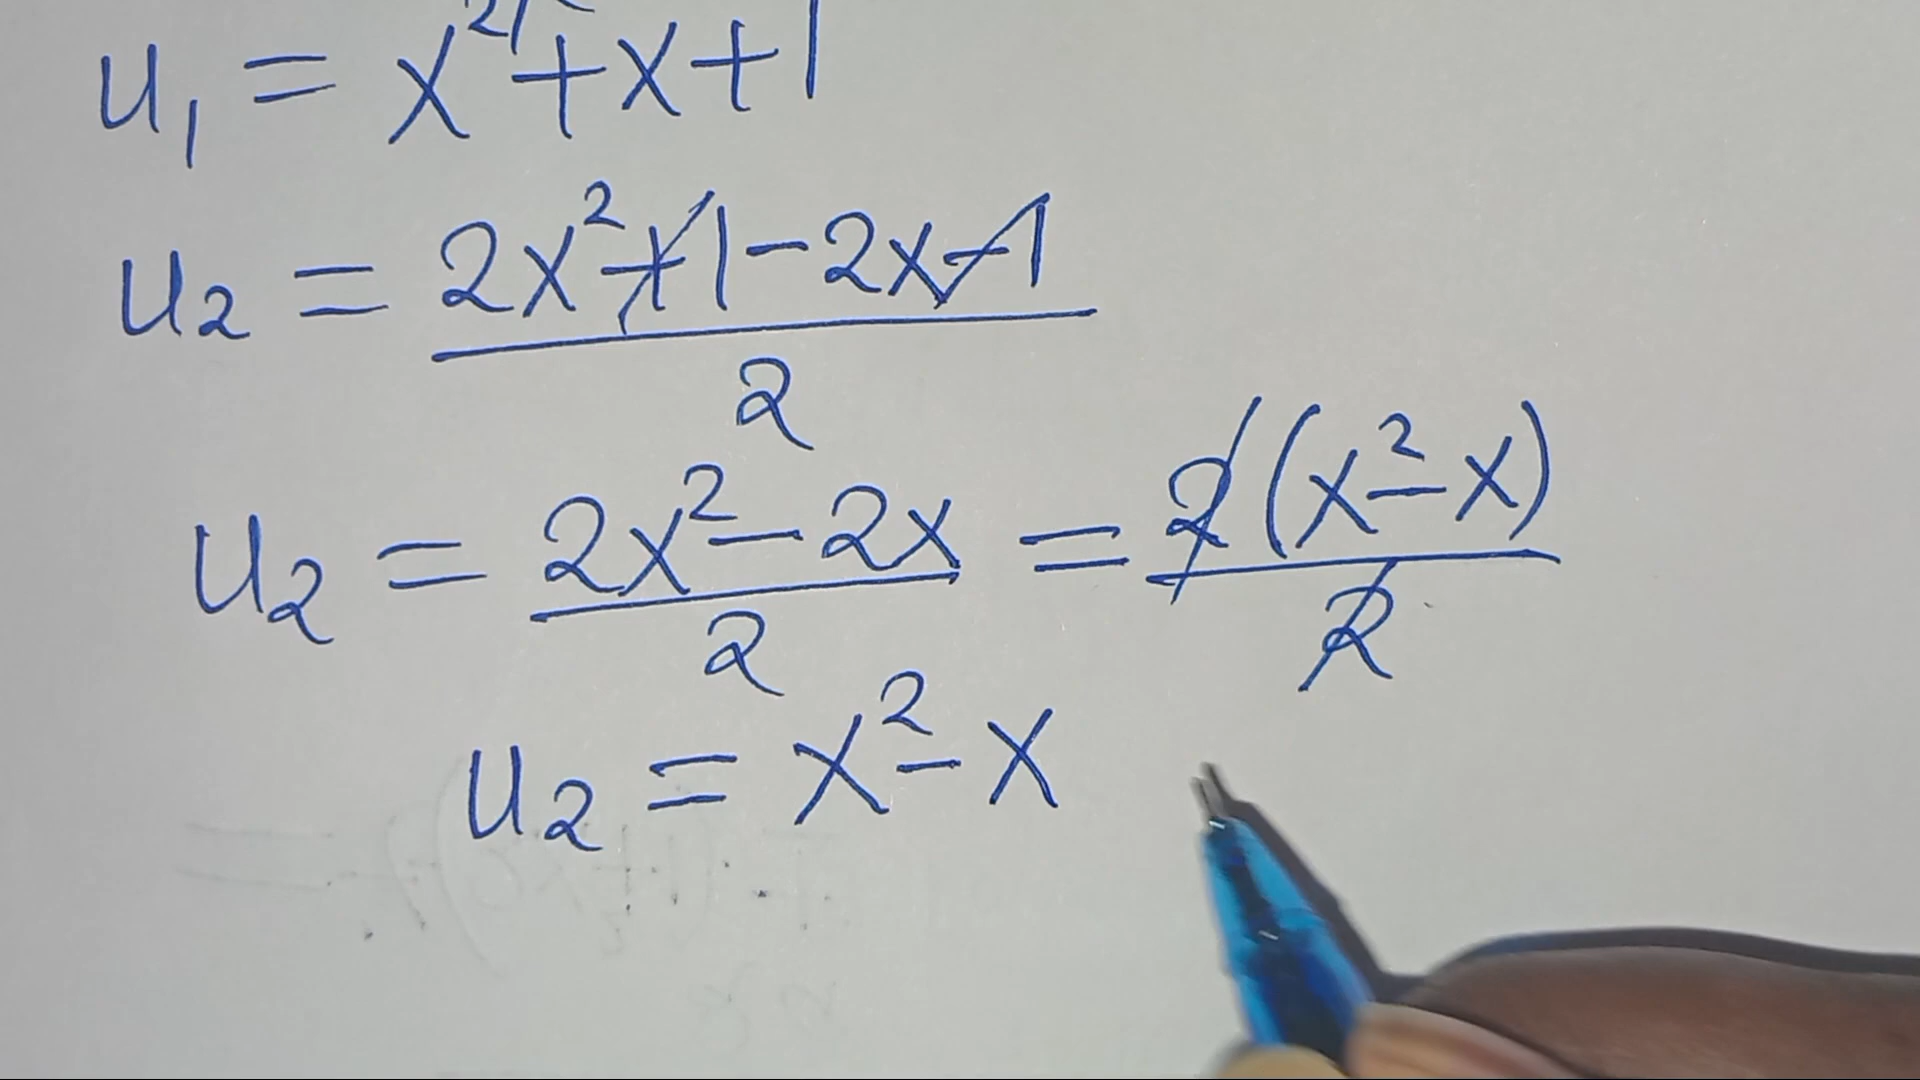 u₁ = x² + x + 1
u₂ = (2x² + 1 - 2x - 1)/2
u₂ = (2x² - 2x)/2 = 2(x² - x)/2
u₂ = x² - x